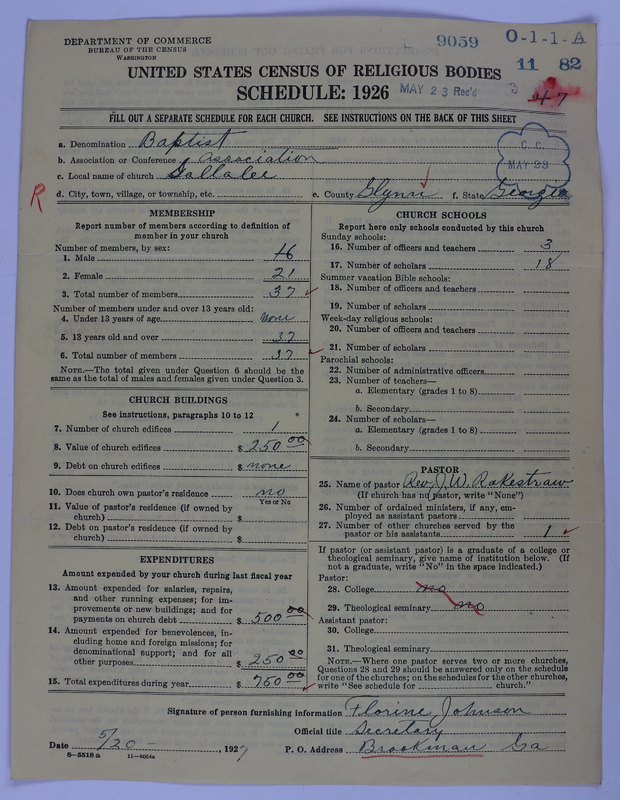 DEPARTMENT OF COMMERCE
BUREAU OF THE CENSUS
WASHINGTON
9059 0-1-1-A
11 82
UNITED STATES CENSUS OF RELIGIOUS BODIES
SCHEDULE: 1926 MAY 23 Rec'd 3 47
FILL OUT A SEPARATE SCHEDULE FOR EACH CHURCH. SEE INSTRUCTIONS ON THE BACK OF THIS SHEET
C. C.
MAY 28
a. Denomination Baptist
b. Association or Conference Association
c. Local name of church
R
d. City, town, village, or township, etc. e. County Glynn f. State Georgia
MEMBERSHIP
Report number of members according to definition of
member in your church
Number of members, by sex:
1. Male 16
2. Female 21
3. Total number of members 37
Number of members under and over 13 years old:
4. Under 13 years of age None
5. 13 years old and over 37
6. Total number of members 37
NOTE.—The total given under Question 6 should be
the same as the total of males and females given under Question 3.
CHURCH BUILDINGS
See instructions, paragraphs 10 to 12
7. Number of church edifices 1
8. Value of church edifices $ 250 00
9. Debt on church edifices $ none
10. Does church own pastor's residence no
Yes or No
11. Value of pastor's residence (if owned by
church) $
12. Debt on pastor's residence (if owned by
church) $
EXPENDITURES
Amount expended by your church during last fiscal year
13. Amount expended for salaries, repairs,
and other running expenses; for im-
provements or new buildings; and for
payments on church debt $ 500 00
14. Amount expended for benevolences, in-
cluding home and foreign missions; for
denominational support; and for all
other purposes $ 250 00
15. Total expenditures during year $ 750 00
CHURCH SCHOOLS
Report here only schools conducted by this church
Sunday schools:
16. Number of officers and teachers 3
17. Number of scholars 18
Summer vacation Bible schools:
18. Number of officers and teachers
19. Number of scholars
Week-day religious schools:
20. Number of officers and teachers
21. Number of scholars
Parochial schools:
22. Number of administrative officers
23. Number of teachers—
a. Elementary (grades 1 to 8)
b. Secondary
24. Number of scholars—
a. Elementary (grades 1 to 8)
b. Secondary
PASTOR
25. Name of pastor Rev. J. W. Rakestraw
(If church has no pastor, write "None")
26. Number of ordained ministers, if any, em-
ployed as assistant pastors
27. Number of other churches served by the
pastor or his assistants 1
If pastor (or assistant pastor) is a graduate of a college or
theological seminary, give name of institution below. (If
not a graduate, write "No" in the space indicated.)
Pastor:
28. College no
29. Theological seminary no
Assistant pastor:
30. College
31. Theological seminary
NOTE.—Where one pastor serves two or more churches,
Questions 28 and 29 should be answered only on the schedule
for one of the churches; on the schedules for the other churches,
write "See schedule for church."
Signature of person furnishing information Florine Johnson
Official title Secretary
Date 5/20 - , 1927 P. O. Address Brookman Ga
8—5518 a 11—9054a